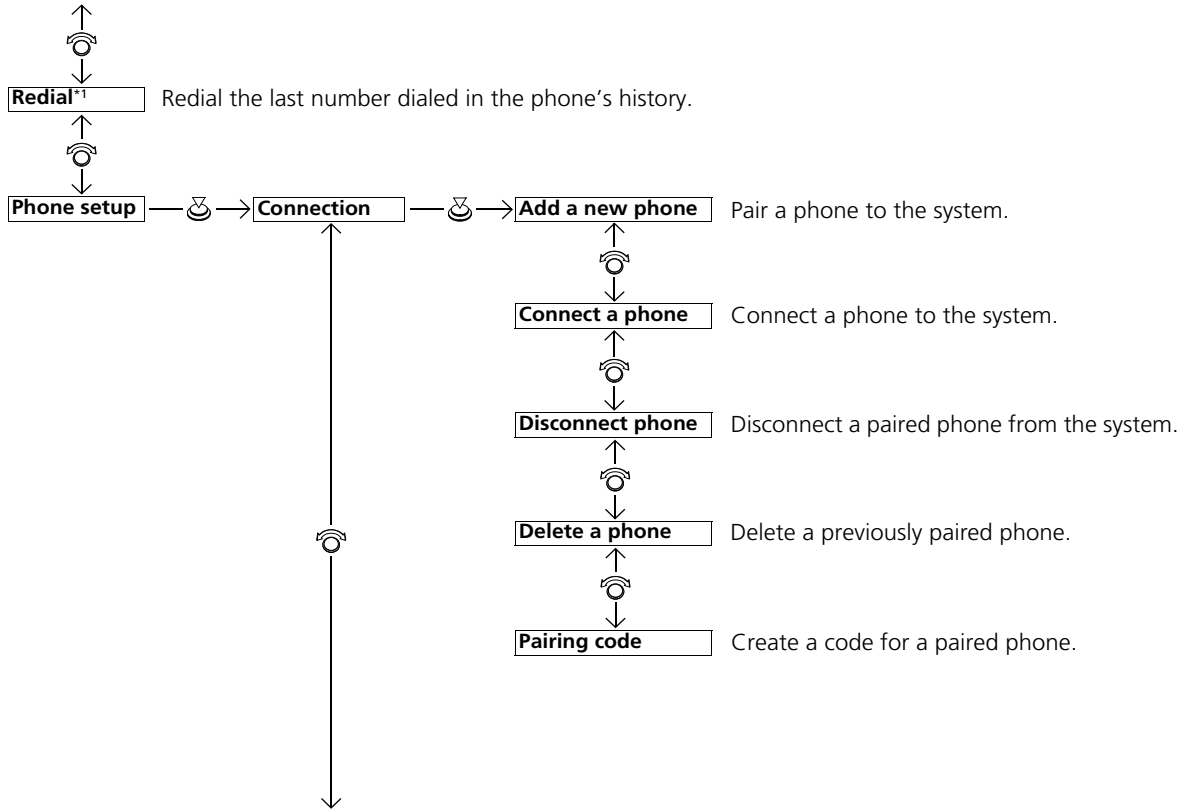 Redial*1 Redial the last number dialed in the phone's history.
Phone setup Connection Add a new phone Pair a phone to the system.
Connect a phone Connect a phone to the system.
Disconnect phone Disconnect a paired phone from the system.
Delete a phone Delete a previously paired phone.
Pairing code Create a code for a paired phone.